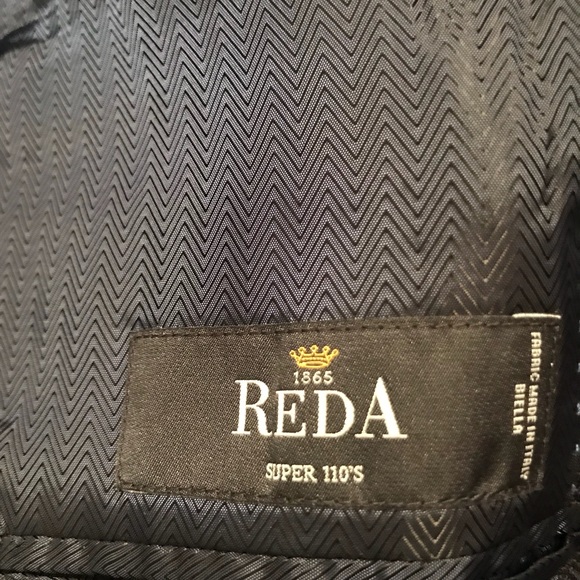 1865
REDA
SUPER 110'S
FABRIC MADE IN ITALY
BIELLA